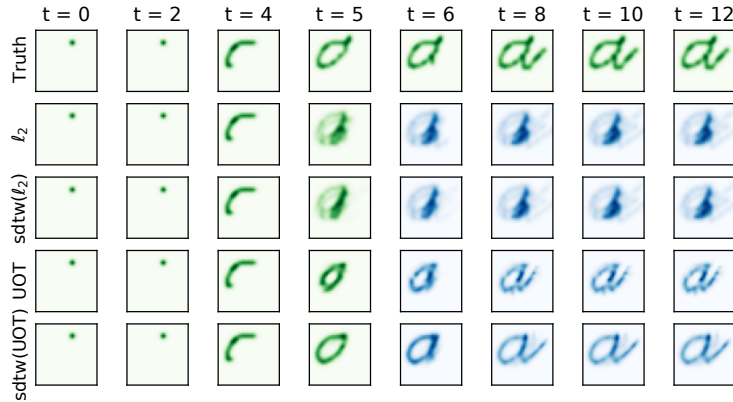 t = 0 t = 2 t = 4 t = 5 t = 6 t = 8 t = 10 t = 12
Truth
ℓ₂
sdtw(ℓ₂)
UOT
sdtw(UOT)